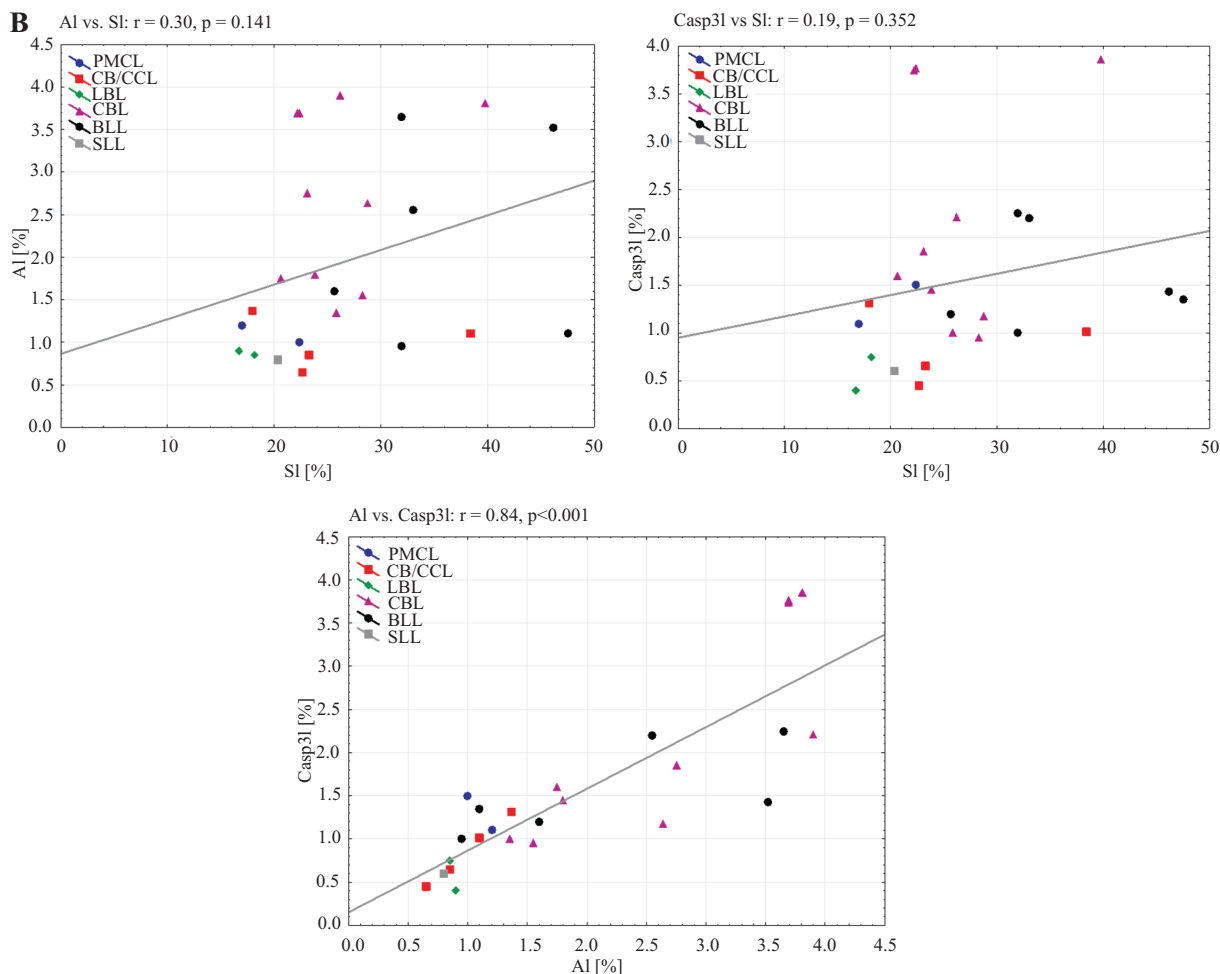 B
Al vs. Sl: r = 0.30, p = 0.141
4.5
4.0
3.5
3.0
2.5
2.0
1.5
1.0
0.5
0.0
Al [%]
PMCL
CB/CCL
LBL
CBL
BLL
SLL
0 10 20 30 40 50
Sl [%]
Casp3l vs Sl: r = 0.19, p = 0.352
4.0
3.5
3.0
2.5
2.0
1.5
1.0
0.5
0.0
Casp3l [%]
PMCL
CB/CCL
LBL
CBL
BLL
SLL
0 10 20 30 40 50
Sl [%]
Al vs. Casp3l: r = 0.84, p<0.001
4.5
4.0
3.5
3.0
2.5
2.0
1.5
1.0
0.5
0.0
Casp3l [%]
PMCL
CB/CCL
LBL
CBL
BLL
SLL
0.0 0.5 1.0 1.5 2.0 2.5 3.0 3.5 4.0 4.5
Al [%]